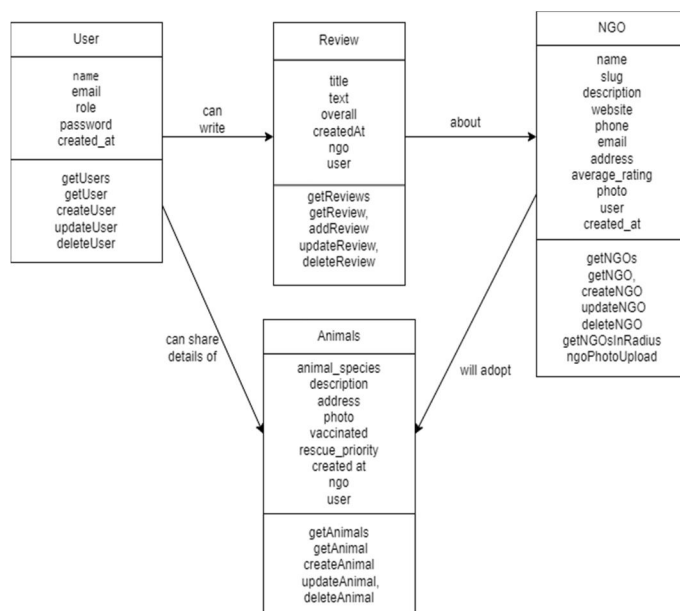 User
name
email
role
password
created_at
getUsers
getUser
createUser
updateUser
deleteUser
can
write
Review
title
text
overall
createdAt
ngo
user
getReviews
getReview,
addReview
updateReview,
deleteReview
about
NGO
name
slug
description
website
phone
email
address
average_rating
photo
user
created_at
getNGOs
getNGO,
createNGO
updateNGO
deleteNGO
getNGOsInRadius
ngoPhotoUpload
can share
details of
Animals
animal_species
description
address
photo
vaccinated
rescue_priority
created at
ngo
user
getAnimals
getAnimal
createAnimal
updateAnimal,
deleteAnimal
will adopt